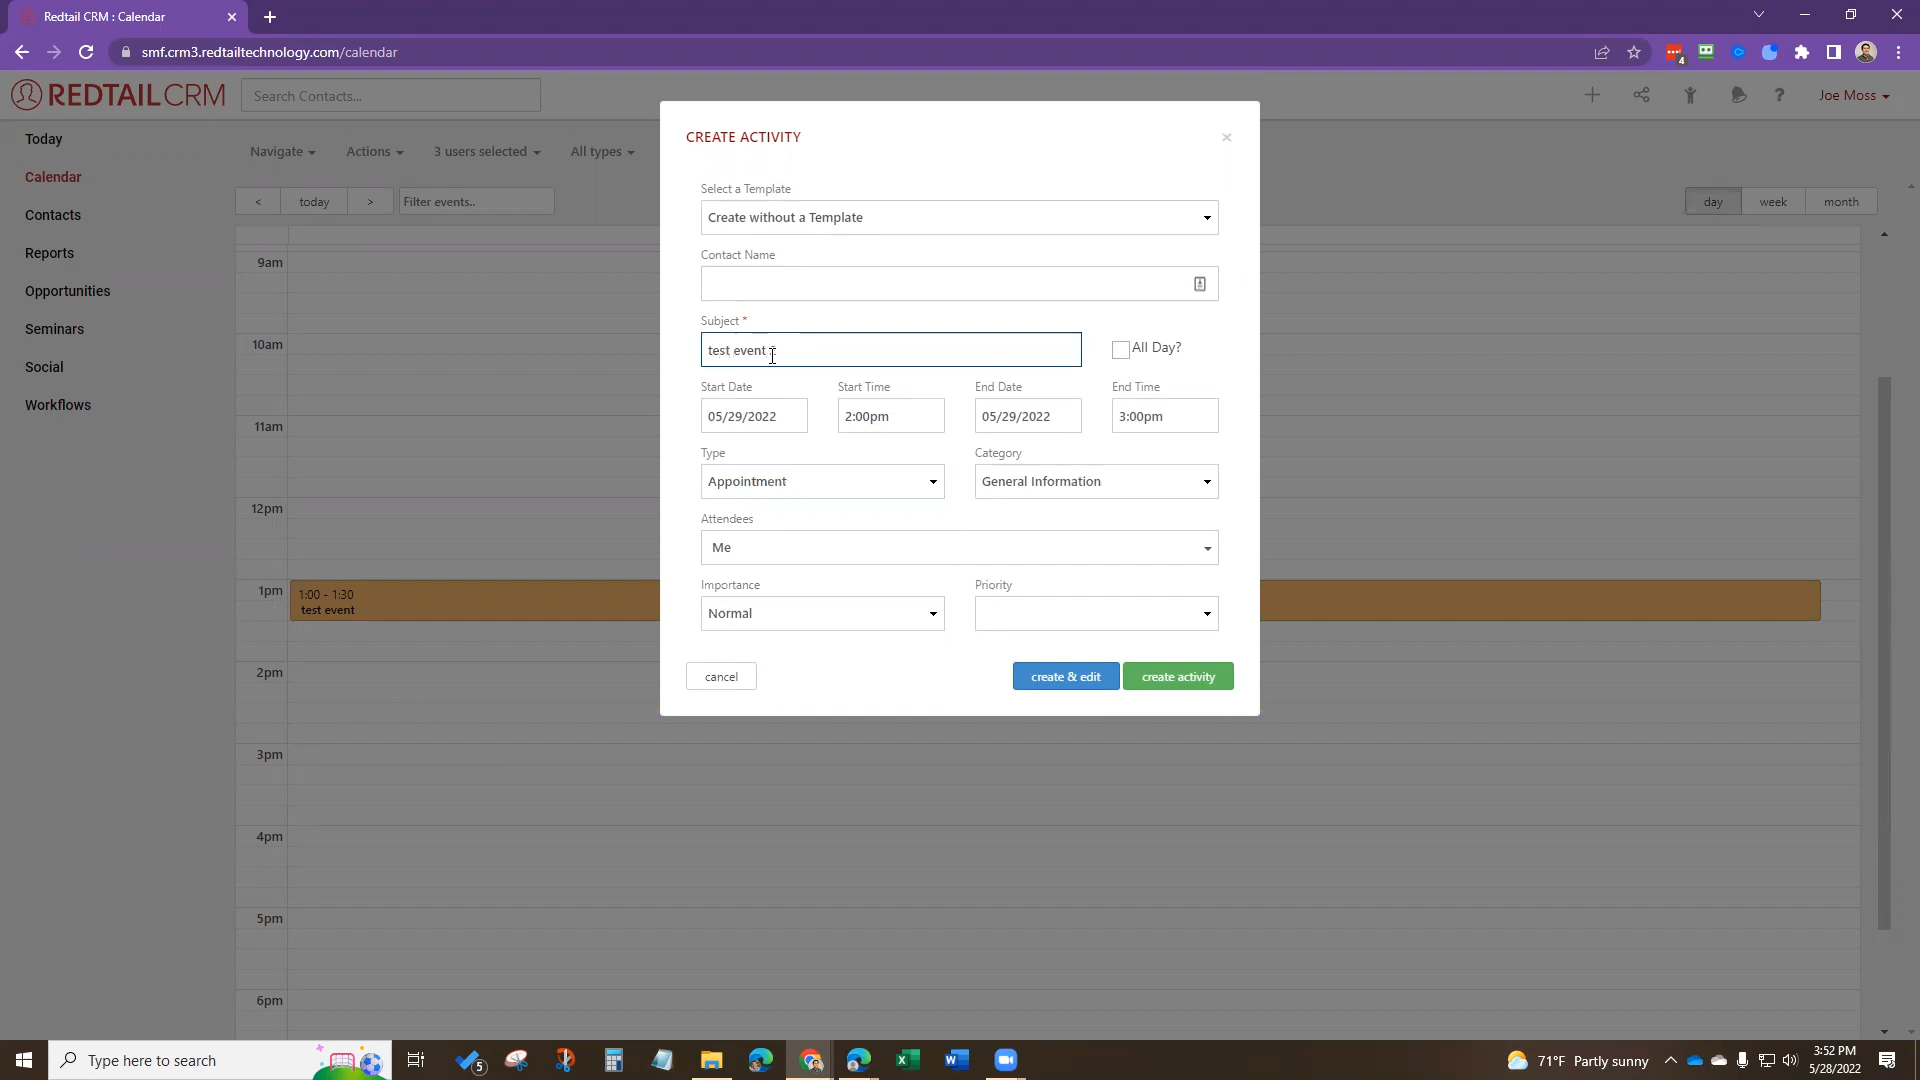 Redtail CRM : Calendar
smf.crm3.redtailtechnology.com/calendar
4
REDTAILCRM
Search Contacts...
Joe Moss
Today
Calendar
Contacts
Reports
Opportunities
Seminars
Social
Workflows
Navigate
Actions
3 users selected
All types
<
today
>
Filter events..
day
week
month
9am
10am
11am
12pm
1pm
1:00 - 1:30
test event
2pm
3pm
4pm
5pm
6pm
CREATE ACTIVITY
×
Select a Template
Create without a Template
Contact Name
Subject *
test event
All Day?
Start Date
Start Time
End Date
End Time
05/29/2022
2:00pm
05/29/2022
3:00pm
Type
Category
Appointment
General Information
Attendees
Me
Importance
Priority
Normal
cancel
create & edit
create activity
Type here to search
5
71°F Partly sunny
3:52 PM
5/28/2022